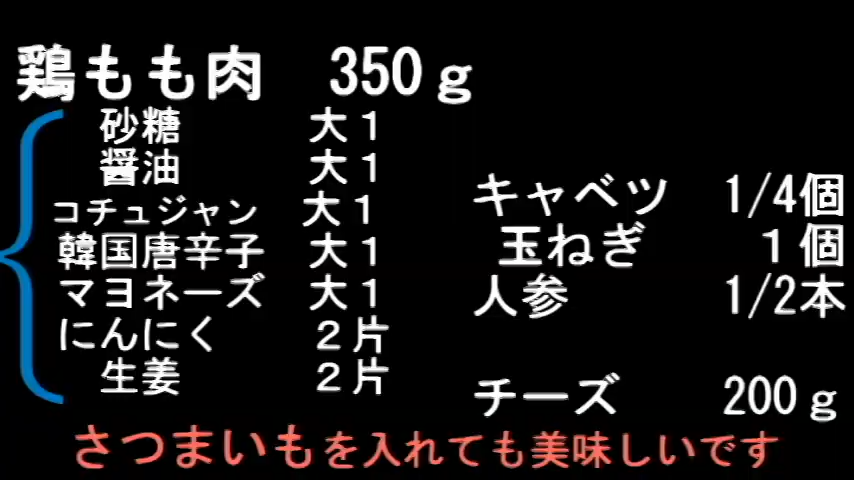 鶏もも肉 350ｇ
砂糖 大１
醤油 大１
コチュジャン 大１
韓国唐辛子 大１
マヨネーズ 大１
にんにく ２片
生姜 ２片
キャベツ 1/4個
玉ねぎ １個
人参 1/2本
チーズ 200ｇ
さつまいもを入れても美味しいです